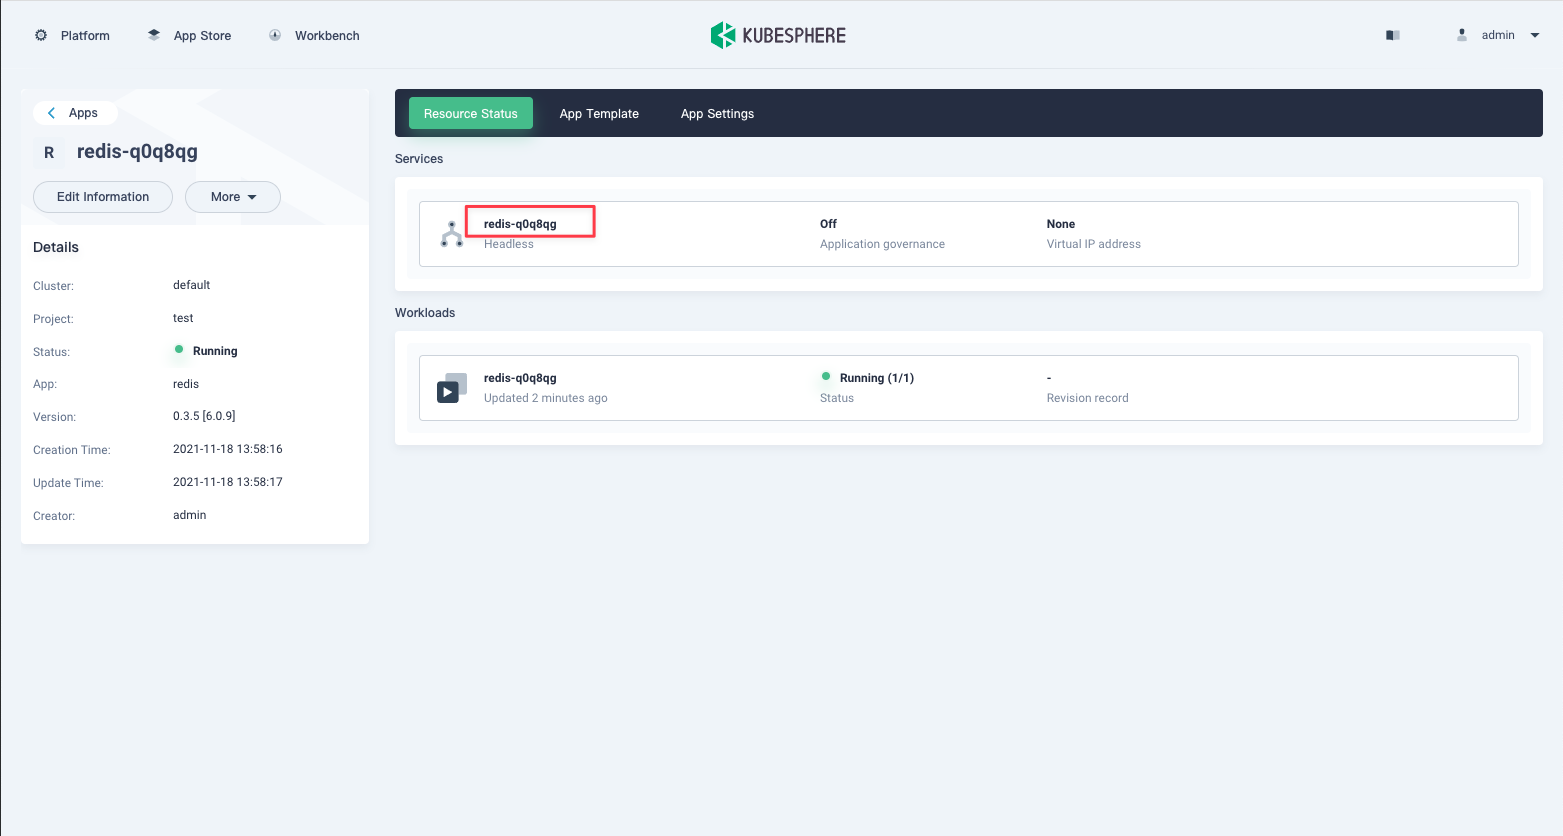 Platform
App Store
Workbench
KUBESPHERE
admin
Apps
R
redis-q0q8qg
Edit Information
More
Details
Cluster: default
Project: test
Status: Running
App: redis
Version: 0.3.5 [6.0.9]
Creation Time: 2021-11-18 13:58:16
Update Time: 2021-11-18 13:58:17
Creator: admin
Resource Status
App Template
App Settings
Services
redis-q0q8qg
Headless
Off
Application governance
None
Virtual IP address
Workloads
redis-q0q8qg
Updated 2 minutes ago
Running (1/1)
Status
-
Revision record